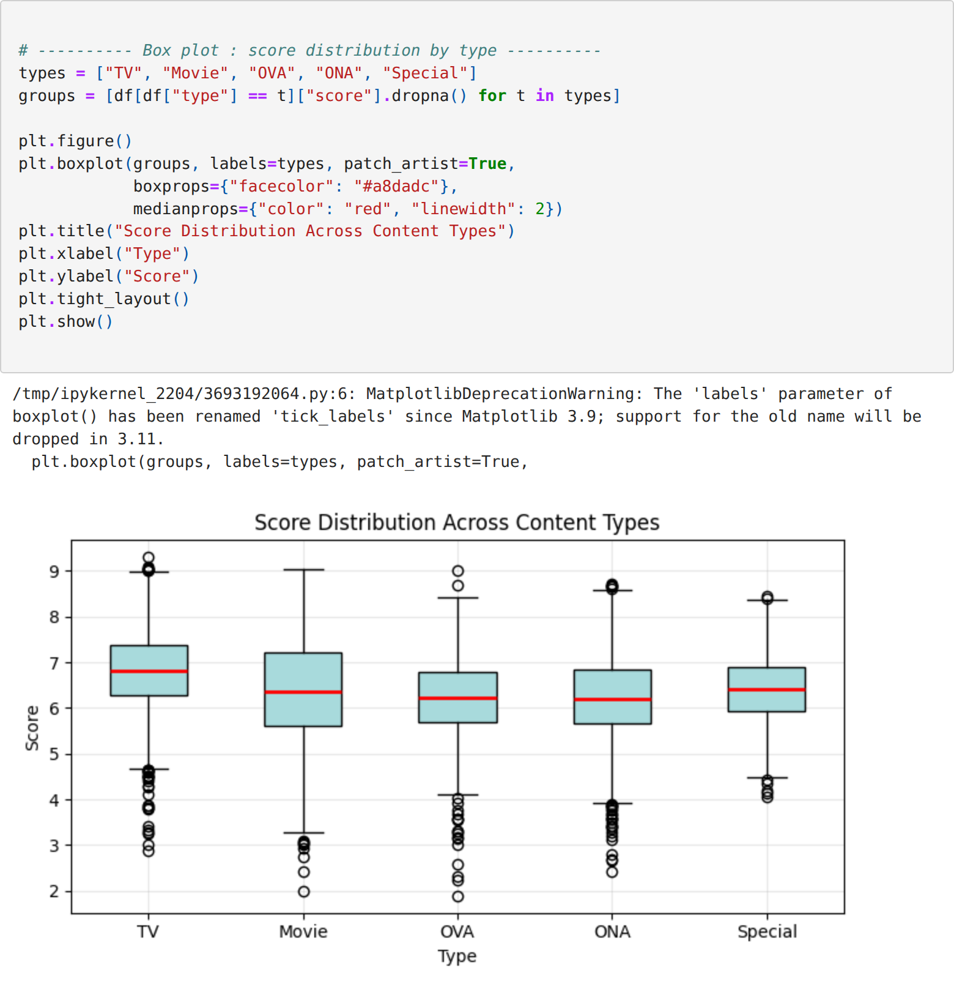 # ---------- Box plot : score distribution by type ----------
types = ["TV", "Movie", "OVA", "ONA", "Special"]
groups = [df[df["type"] == t]["score"].dropna() for t in types]

plt.figure()
plt.boxplot(groups, labels=types, patch_artist=True,
            boxprops={"facecolor": "#a8dadc"},
            medianprops={"color": "red", "linewidth": 2})
plt.title("Score Distribution Across Content Types")
plt.xlabel("Type")
plt.ylabel("Score")
plt.tight_layout()
plt.show()

/tmp/ipykernel_2204/3693192064.py:6: MatplotlibDeprecationWarning: The 'labels' parameter of
boxplot() has been renamed 'tick_labels' since Matplotlib 3.9; support for the old name will be
dropped in 3.11.
  plt.boxplot(groups, labels=types, patch_artist=True,

Score Distribution Across Content Types
Score
9
8
7
6
5
4
3
2
TV Movie OVA ONA Special
Type